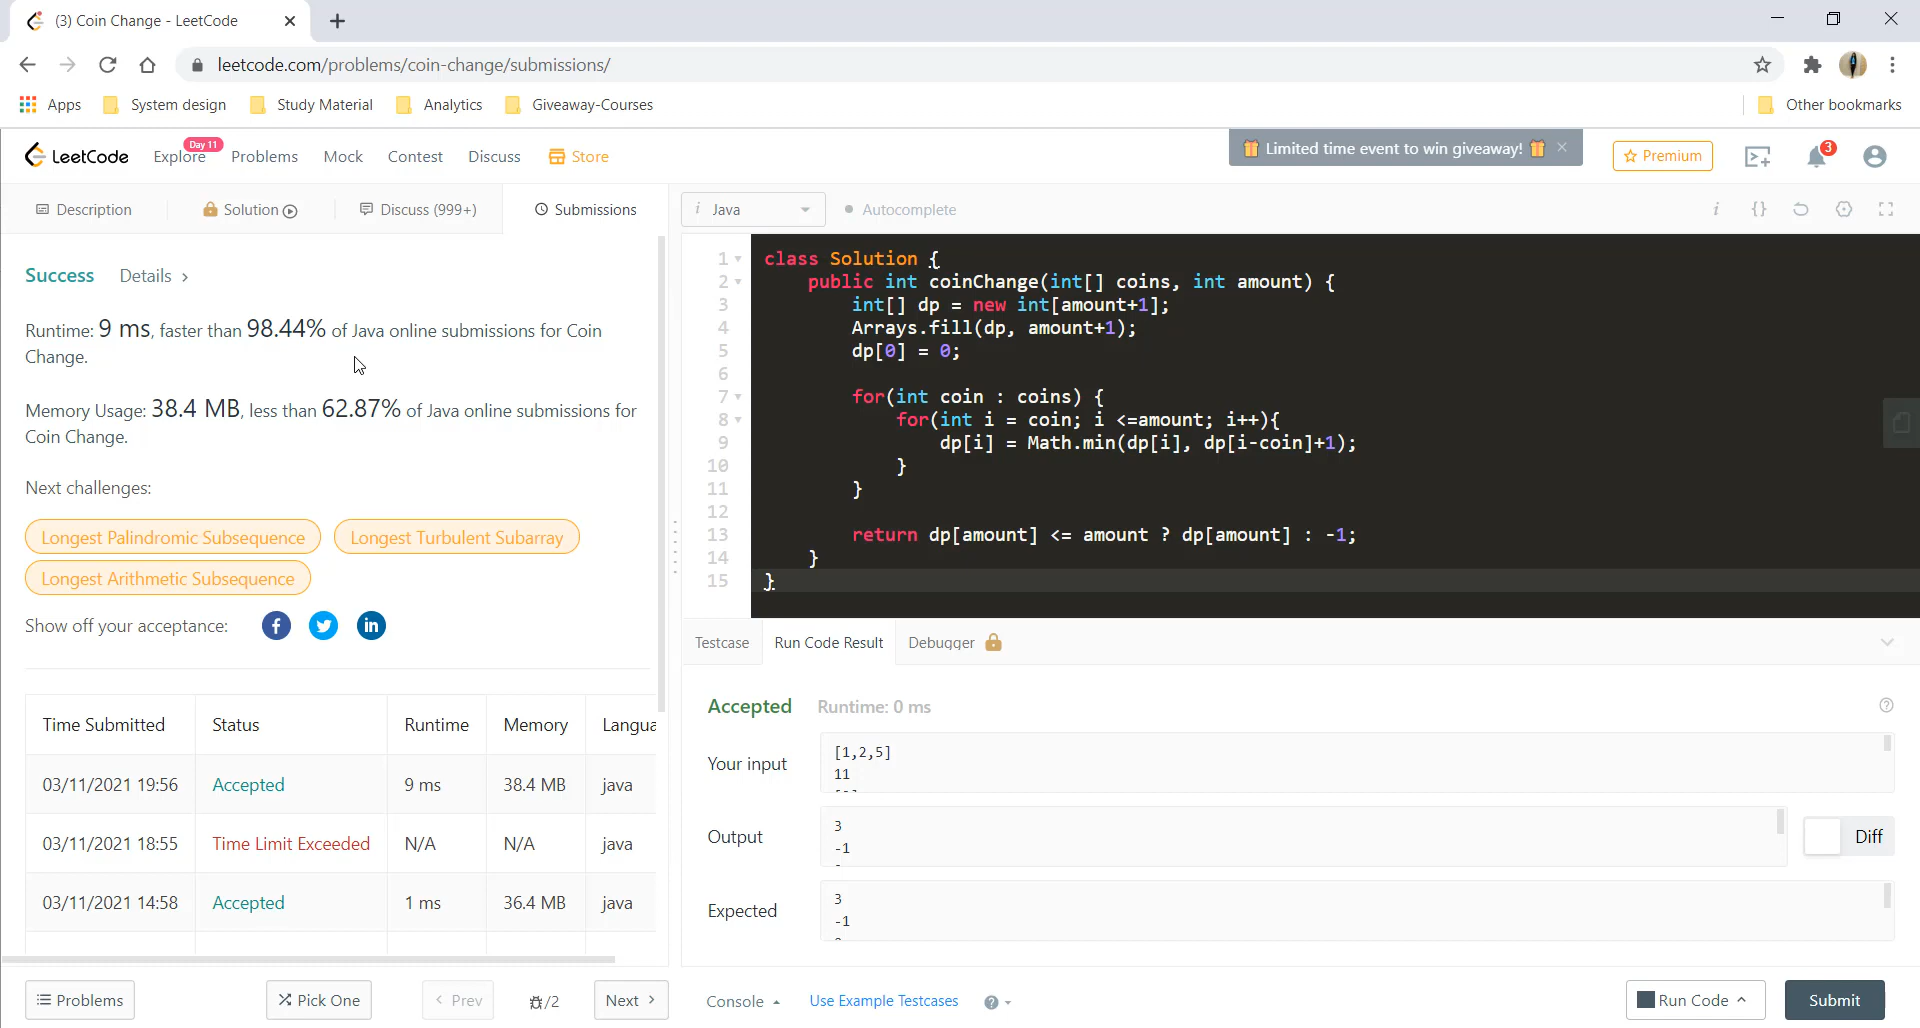 (3) Coin Change - LeetCode
leetcode.com/problems/coin-change/submissions/
Apps System design Study Material Analytics Giveaway-Courses Other bookmarks
LeetCode Explore Day 11 Problems Mock Contest Discuss Store Limited time event to win giveaway! Premium 3
Description Solution Discuss (999+) Submissions
i Java Autocomplete i {}
Success Details >
Runtime: 9 ms, faster than 98.44% of Java online submissions for Coin
Change.
Memory Usage: 38.4 MB, less than 62.87% of Java online submissions for
Coin Change.
Next challenges:
Longest Palindromic Subsequence Longest Turbulent Subarray
Longest Arithmetic Subsequence
Show off your acceptance: f in
Time Submitted Status Runtime Memory Langua
03/11/2021 19:56 Accepted 9 ms 38.4 MB java
03/11/2021 18:55 Time Limit Exceeded N/A N/A java
03/11/2021 14:58 Accepted 1 ms 36.4 MB java
1 class Solution {
2 public int coinChange(int[] coins, int amount) {
3 int[] dp = new int[amount+1];
4 Arrays.fill(dp, amount+1);
5 dp[0] = 0;
6
7 for(int coin : coins) {
8 for(int i = coin; i <=amount; i++){
9 dp[i] = Math.min(dp[i], dp[i-coin]+1);
10 }
11 }
12
13 return dp[amount] <= amount ? dp[amount] : -1;
14 }
15 }
Testcase Run Code Result Debugger
Accepted Runtime: 0 ms
Your input
[1,2,5]
11
Output
3
-1
Diff
Expected
3
-1
Problems Pick One < Prev /2 Next > Console Use Example Testcases Run Code Submit